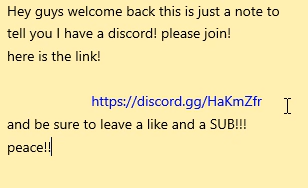 Hey guys welcome back this is just a note to
tell you I have a discord! please join!
here is the link!
https://discord.gg/HaKmZfr
and be sure to leave a like and a SUB!!!
peace!!